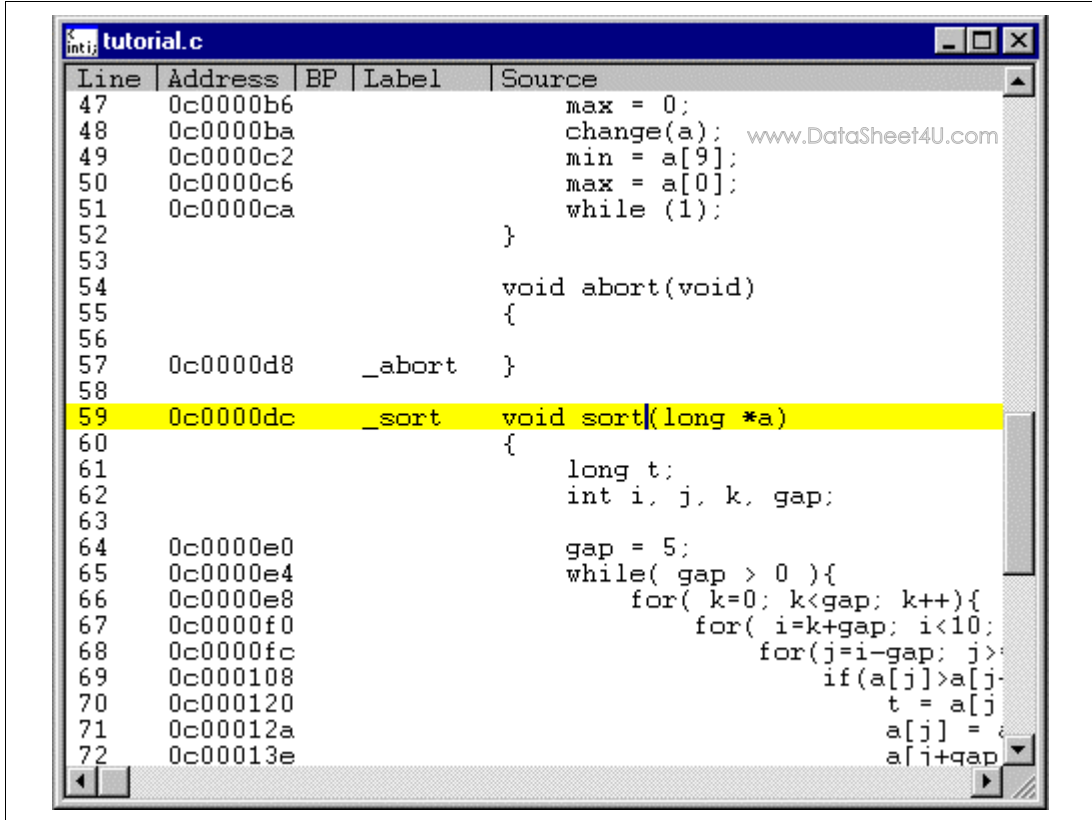 tutorial.c
Line Address BP Label Source
47 0c0000b6 max = 0;
48 0c0000ba change(a); www.DataSheet4U.com
49 0c0000c2 min = a[9];
50 0c0000c6 max = a[0];
51 0c0000ca while (1);
52 }
53
54 void abort(void)
55 {
56
57 0c0000d8 _abort }
58
59 0c0000dc _sort void sort(long *a)
60 {
61 long t;
62 int i, j, k, gap;
63
64 0c0000e0 gap = 5;
65 0c0000e4 while( gap > 0 ){
66 0c0000e8 for( k=0; k<gap; k++){
67 0c0000f0 for( i=k+gap; i<10;
68 0c0000fc for(j=i-gap; j>
69 0c000108 if(a[j]>a[j
70 0c000120 t = a[j
71 0c00012a a[j] =
72 0c00013e a[j+gap